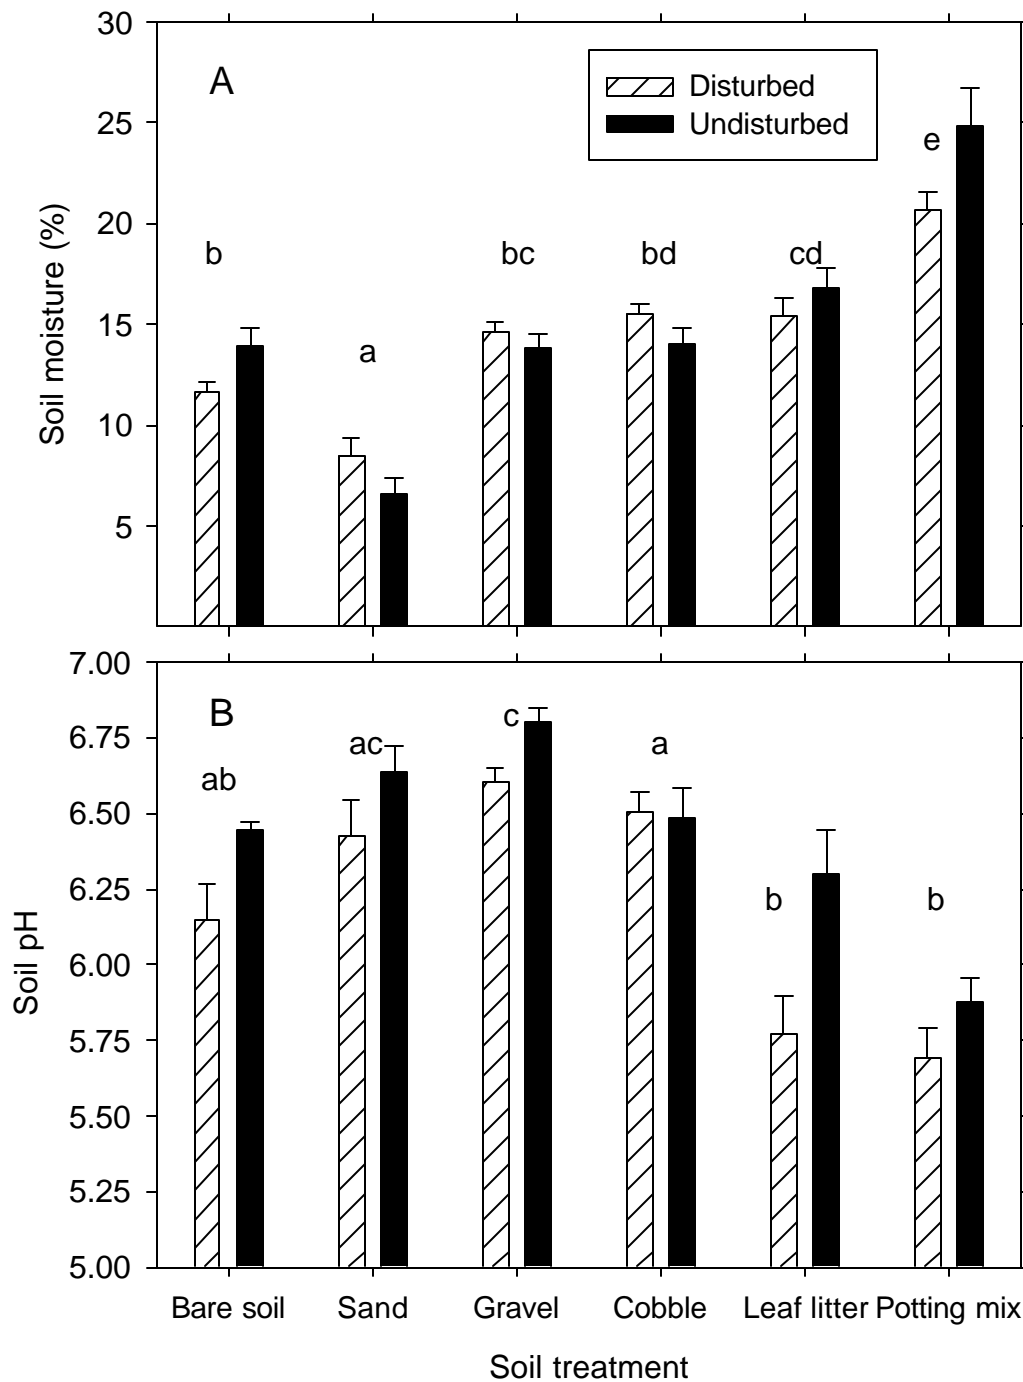 30
A
Disturbed
25
Undisturbed
e
20
b
bc
bd
cd
15
a
10
5
Soil moisture (%)
7.00
B
6.75
ac
c
a
ab
6.50
6.25
b
b
6.00
5.75
5.50
5.25
5.00
Soil pH
Bare soil Sand Gravel Cobble Leaf litter Potting mix
Soil treatment